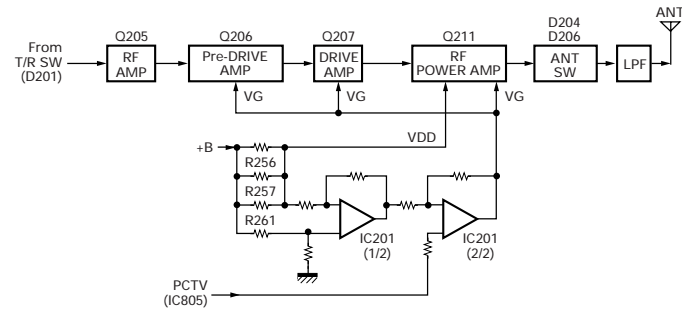 ANT
Q205
Q206
Q207
Q211
D204
D206
From
T/R SW
(D201)
RF
AMP
Pre-DRIVE
AMP
DRIVE
AMP
RF
POWER AMP
ANT
SW
LPF
VG
VG
VG
VDD
+B
R256
R257
R261
IC201
(1/2)
IC201
(2/2)
PCTV
(IC805)